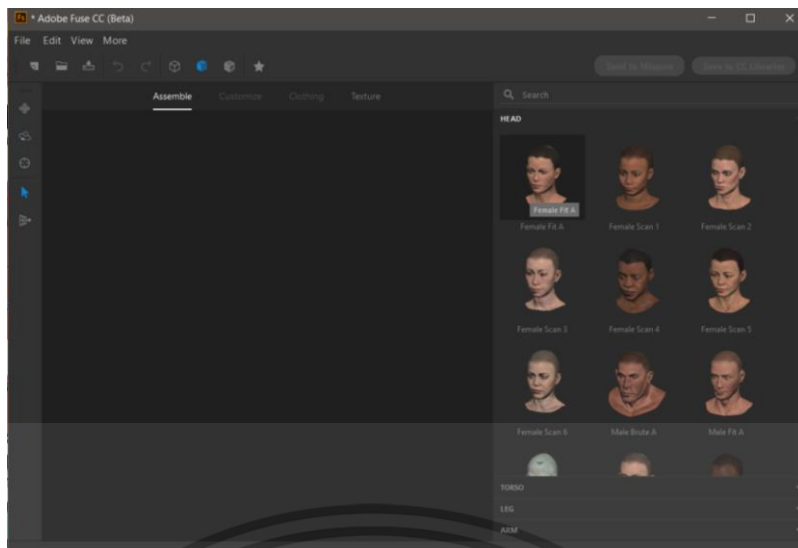 Fs * Adobe Fuse CC (Beta)
File Edit View More
Send to Mixamo Save to CC Libraries
Assemble Customize Clothing Texture
Search
HEAD
Female Fit A
Female Fit A Female Scan 1 Female Scan 2
Female Scan 3 Female Scan 4 Female Scan 5
Female Scan 6 Male Brute A Male Fit A
TORSO
LEG
ARM